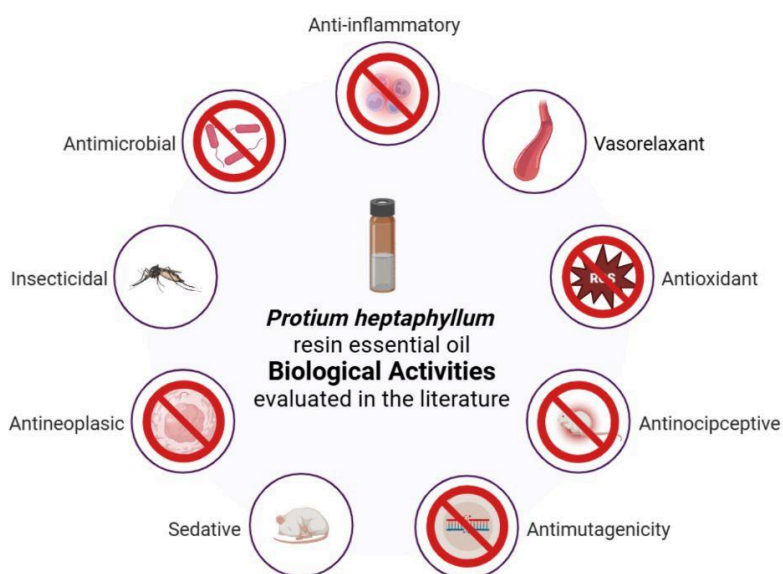 Anti-inflammatory
Antimicrobial
Vasorelaxant
Insecticidal
ROS
Antioxidant
Protium heptaphyllum
resin essential oil
Biological Activities
evaluated in the literature
Antineoplasic
Antinocipceptive
Sedative
Antimutagenicity